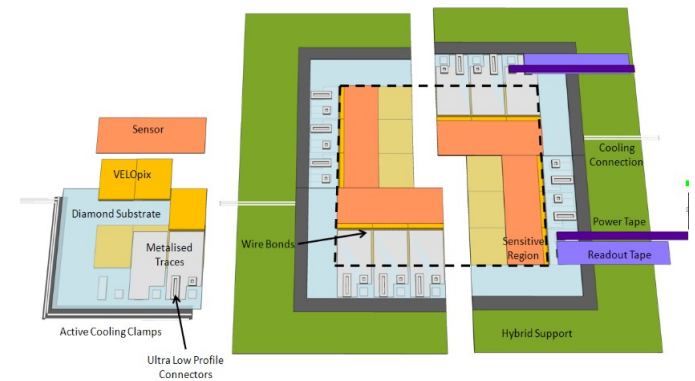 Sensor
VELOpix
Diamond Substrate
Metalised
Traces
Active Cooling Clamps
Ultra Low Profile
Connectors
Wire Bonds
Sensitive
Region
Cooling
Connection
Power Tape
Readout Tape
Hybrid Support